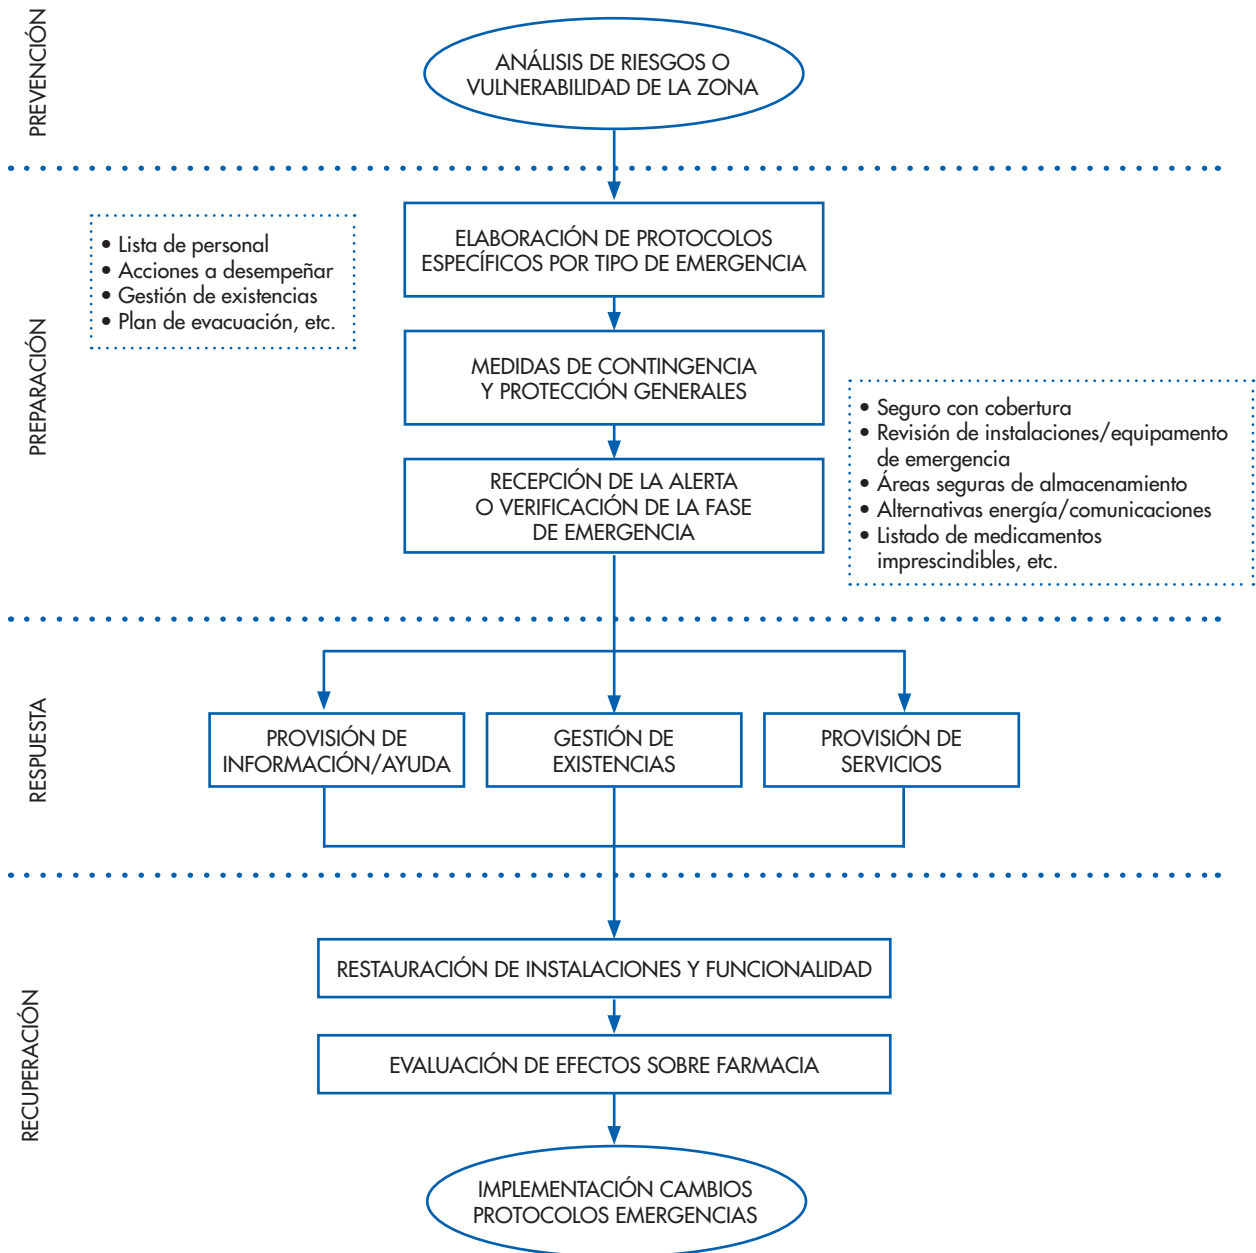 PREVENCIÓN
ANÁLISIS DE RIESGOS O
VULNERABILIDAD DE LA ZONA
PREPARACIÓN
ELABORACIÓN DE PROTOCOLOS
ESPECÍFICOS POR TIPO DE EMERGENCIA
• Lista de personal
• Acciones a desempeñar
• Gestión de existencias
• Plan de evacuación, etc.
MEDIDAS DE CONTINGENCIA
Y PROTECCIÓN GENERALES
• Seguro con cobertura
• Revisión de instalaciones/equipamento
de emergencia
• Áreas seguras de almacenamiento
• Alternativas energía/comunicaciones
• Listado de medicamentos
imprescindibles, etc.
RECEPCIÓN DE LA ALERTA
O VERIFICACIÓN DE LA FASE
DE EMERGENCIA
RESPUESTA
PROVISIÓN DE
INFORMACIÓN/AYUDA
GESTIÓN DE
EXISTENCIAS
PROVISIÓN DE
SERVICIOS
RECUPERACIÓN
RESTAURACIÓN DE INSTALACIONES Y FUNCIONALIDAD
EVALUACIÓN DE EFECTOS SOBRE FARMACIA
IMPLEMENTACIÓN CAMBIOS
PROTOCOLOS EMERGENCIAS